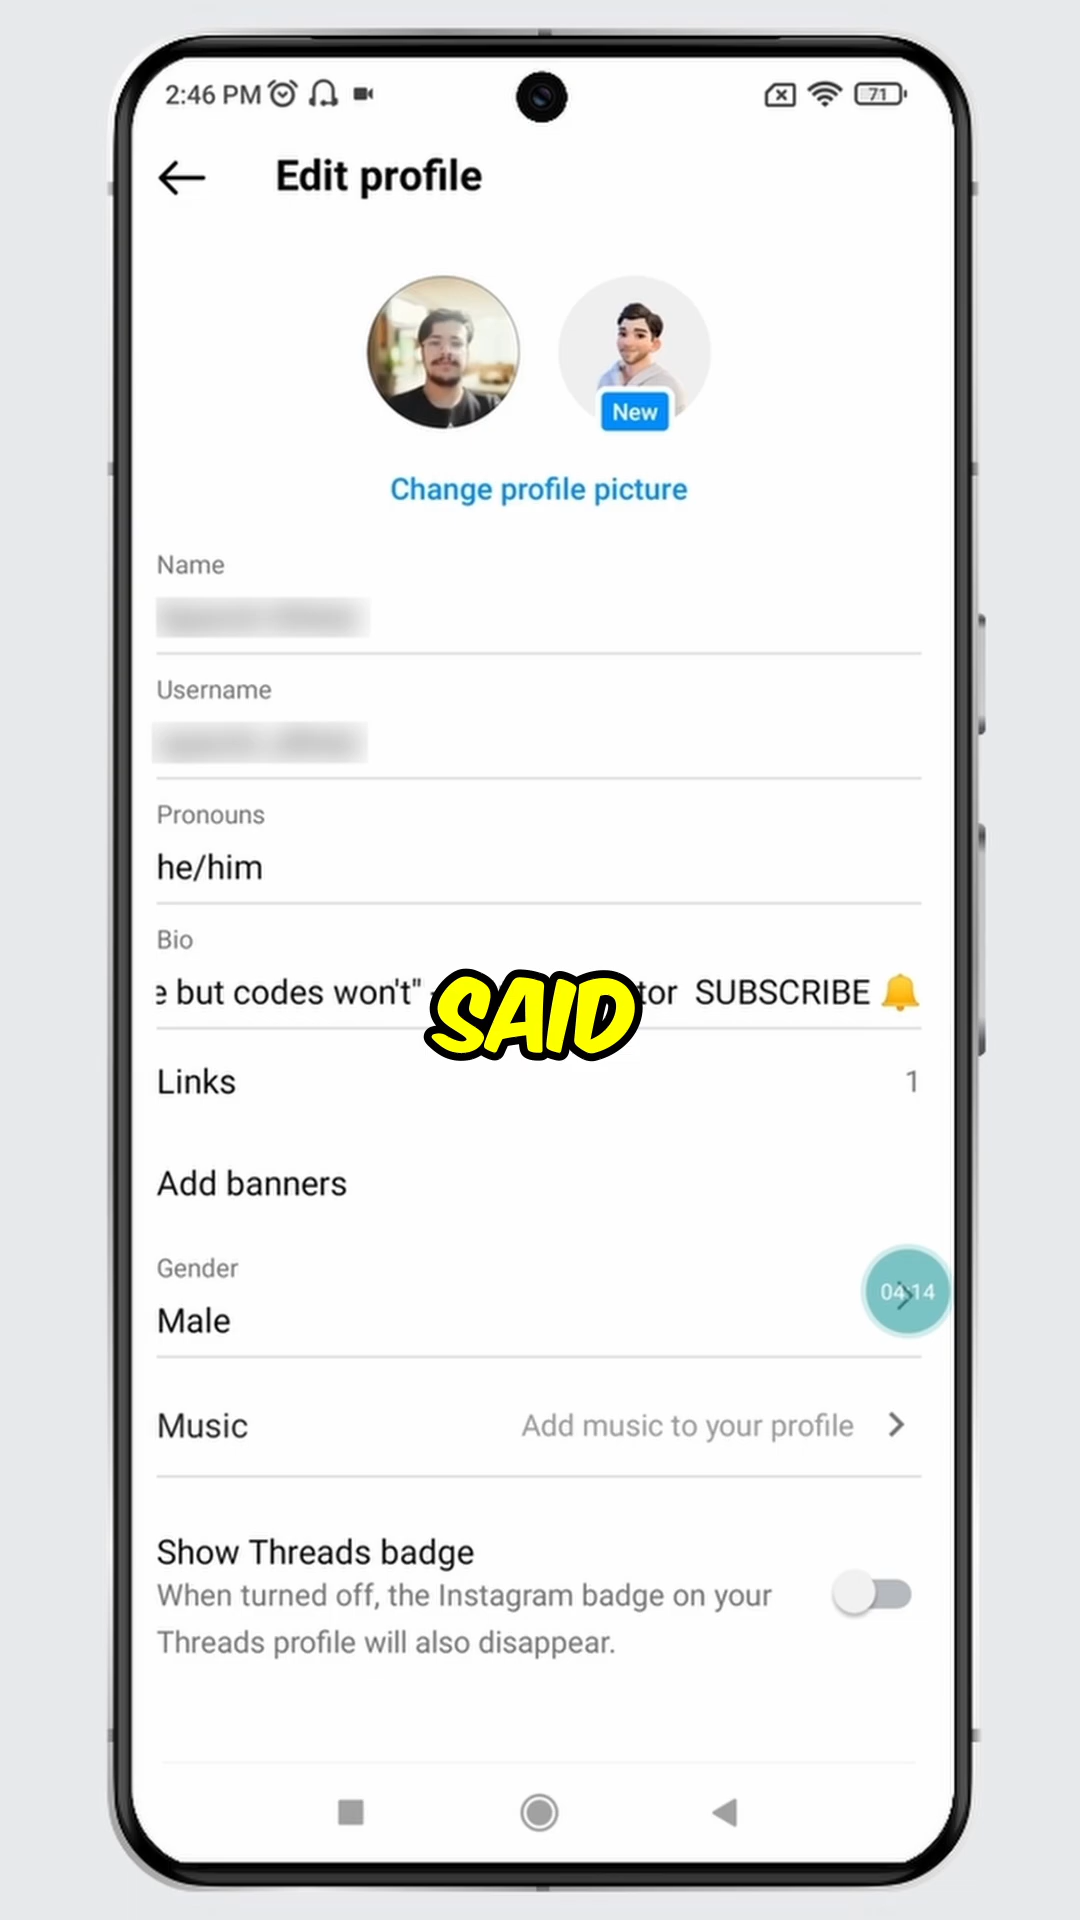 2:46 PM
71
Edit profile
New
Change profile picture
Name
Username
Pronouns
he/him
Bio
e but codes won't" SAID tor SUBSCRIBE 🔔
Links 1
Add banners
Gender
04:14
Male
Music Add music to your profile
Show Threads badge
When turned off, the Instagram badge on your
Threads profile will also disappear.